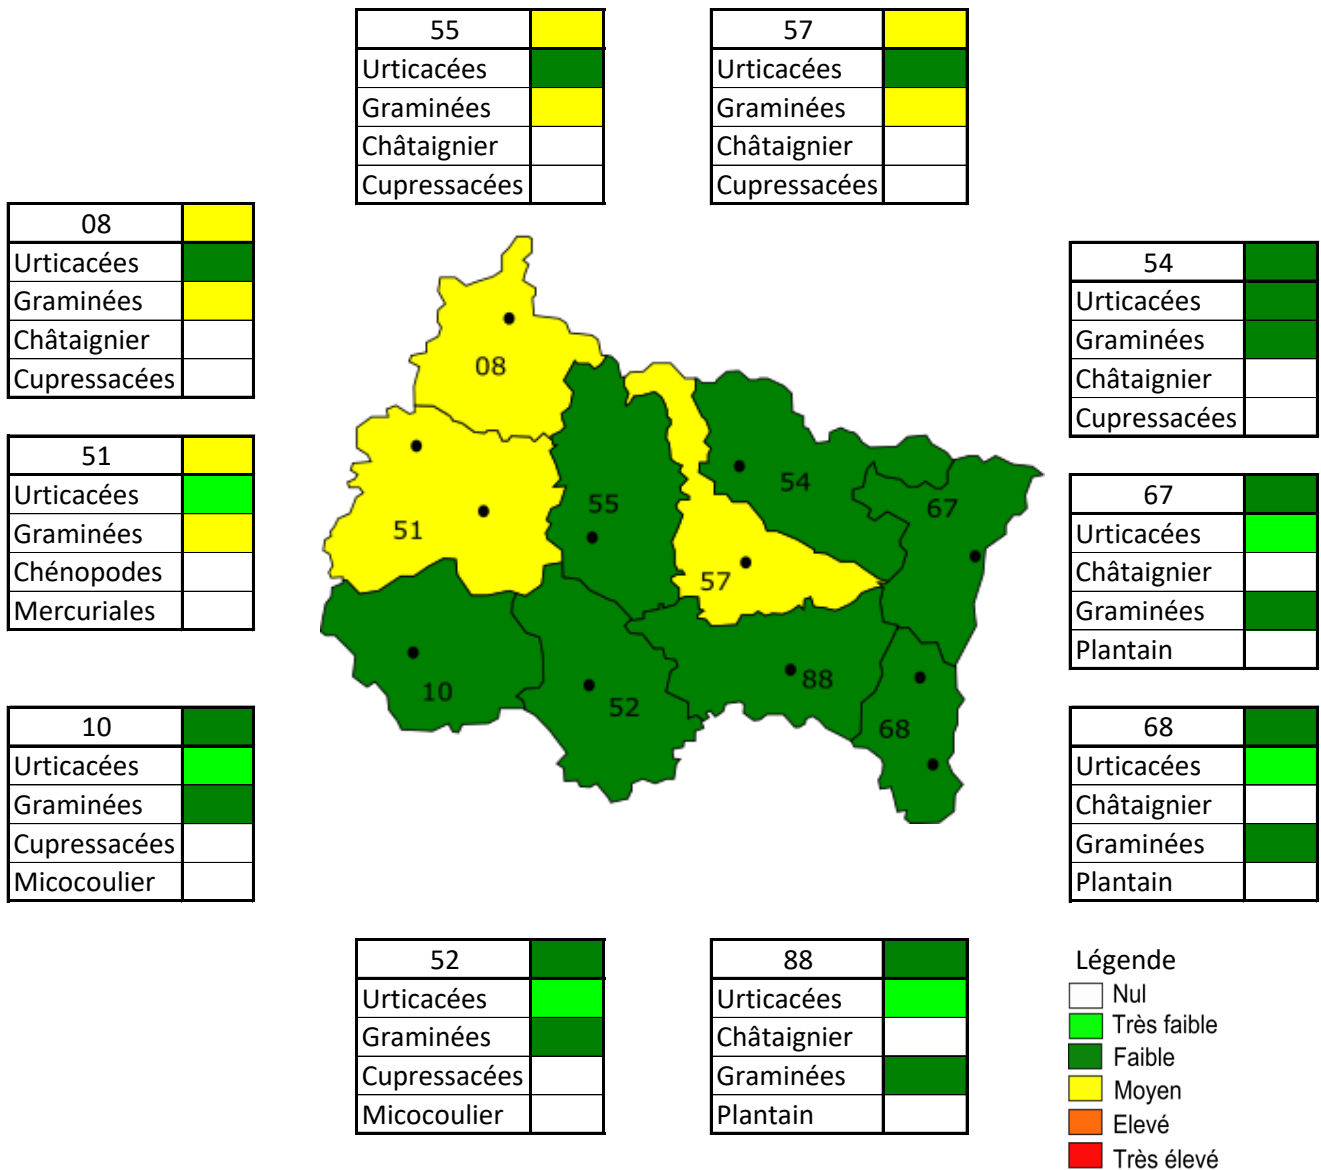 55
Urticacées
Graminées
Châtaignier
Cupressacées
57
Urticacées
Graminées
Châtaignier
Cupressacées
08
Urticacées
Graminées
Châtaignier
Cupressacées
54
Urticacées
Graminées
Châtaignier
Cupressacées
51
Urticacées
Graminées
Chénopodes
Mercuriales
67
Urticacées
Châtaignier
Graminées
Plantain
10
Urticacées
Graminées
Cupressacées
Micocoulier
68
Urticacées
Châtaignier
Graminées
Plantain
08
54
55
67
51
57
88
10
52
68
52
Urticacées
Graminées
Cupressacées
Micocoulier
88
Urticacées
Châtaignier
Graminées
Plantain
Légende
Nul
Très faible
Faible
Moyen
Elevé
Très élevé